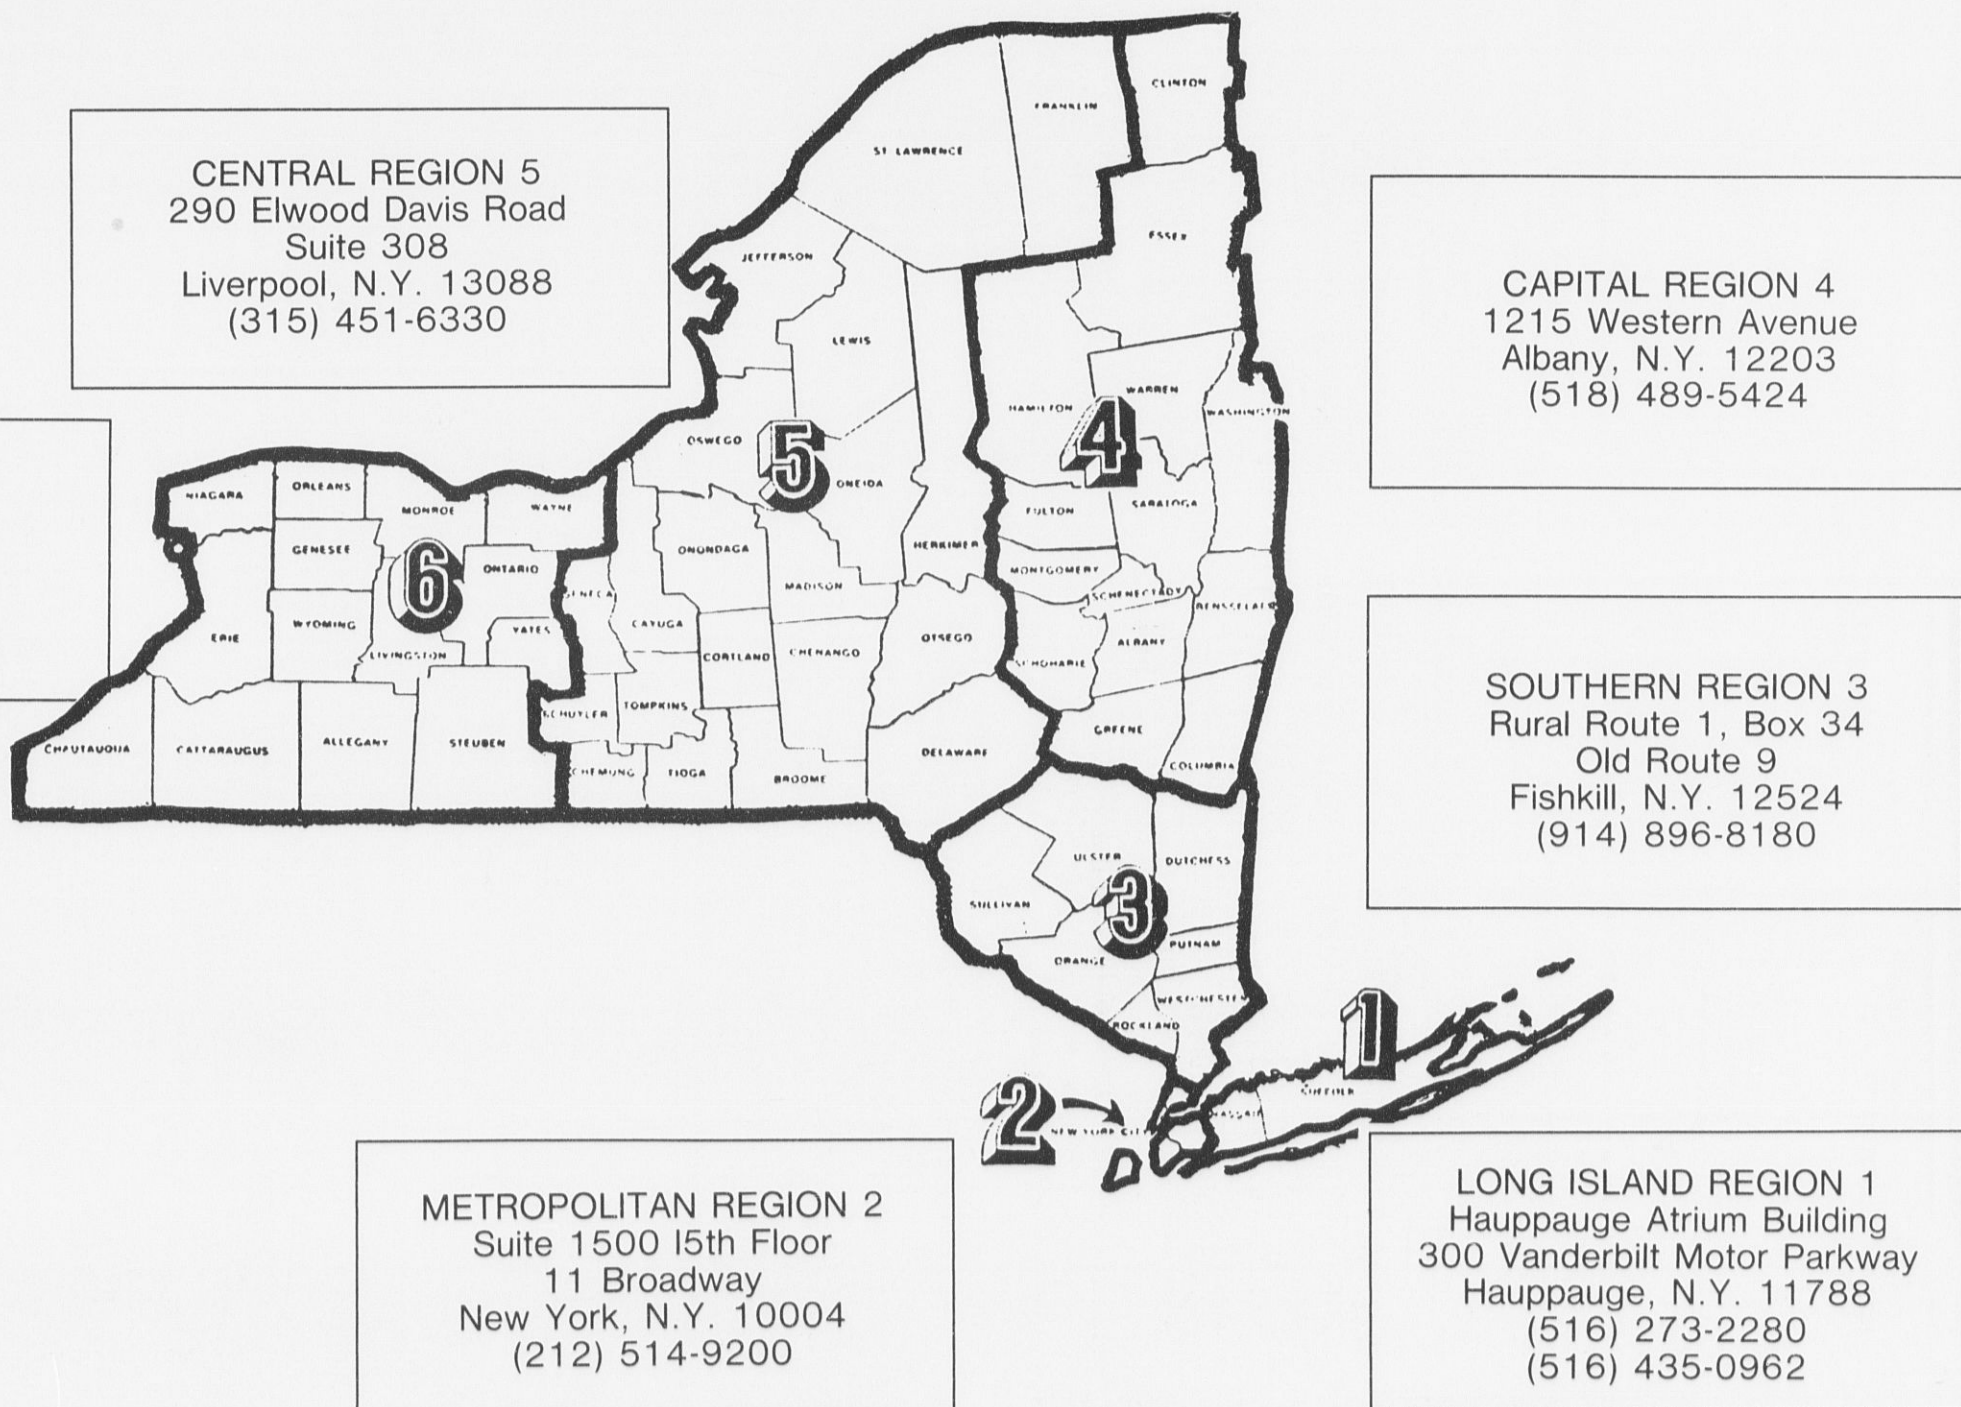 CENTRAL REGION 5
290 Elwood Davis Road
Suite 308
Liverpool, N.Y. 13088
(315) 451-6330
CAPITAL REGION 4
1215 Western Avenue
Albany, N.Y. 12203
(518) 489-5424
SOUTHERN REGION 3
Rural Route 1, Box 34
Old Route 9
Fishkill, N.Y. 12524
(914) 896-8180
METROPOLITAN REGION 2
Suite 1500 I5th Floor
11 Broadway
New York, N.Y. 10004
(212) 514-9200
LONG ISLAND REGION 1
Hauppauge Atrium Building
300 Vanderbilt Motor Parkway
Hauppauge, N.Y. 11788
(516) 273-2280
(516) 435-0962
CLINTON
FRANKLIN
ST LAWRENCE
ESSEX
JEFFERSON
LEWIS
HAMILTON
WARREN
WASHINGTON
4
OSWEGO
5
ONEIDA
HERKIMER
FULTON
SARATOGA
MONTGOMERY
SCHENECTADY
RENSSELAER
ALBANY
SCHOHARIE
GREENE
COLUMBIA
NIAGARA
ORLEANS
MONROE
WAYNE
GENESEE
6
ONTARIO
SENECA
ONONDAGA
MADISON
ERIE
WYOMING
LIVINGSTON
YATES
CAYUGA
CORTLAND
CHENANGO
OTSEGO
CHAUTAUQUA
CATTARAUGUS
ALLEGANY
STEUBEN
SCHUYLER
TOMPKINS
CHEMUNG
TIOGA
BROOME
DELAWARE
ULSTER
DUTCHESS
SULLIVAN
3
ORANGE
PUTNAM
WESTCHESTER
ROCKLAND
1
SUFFOLK
NASSAU
2
NEW YORK CITY